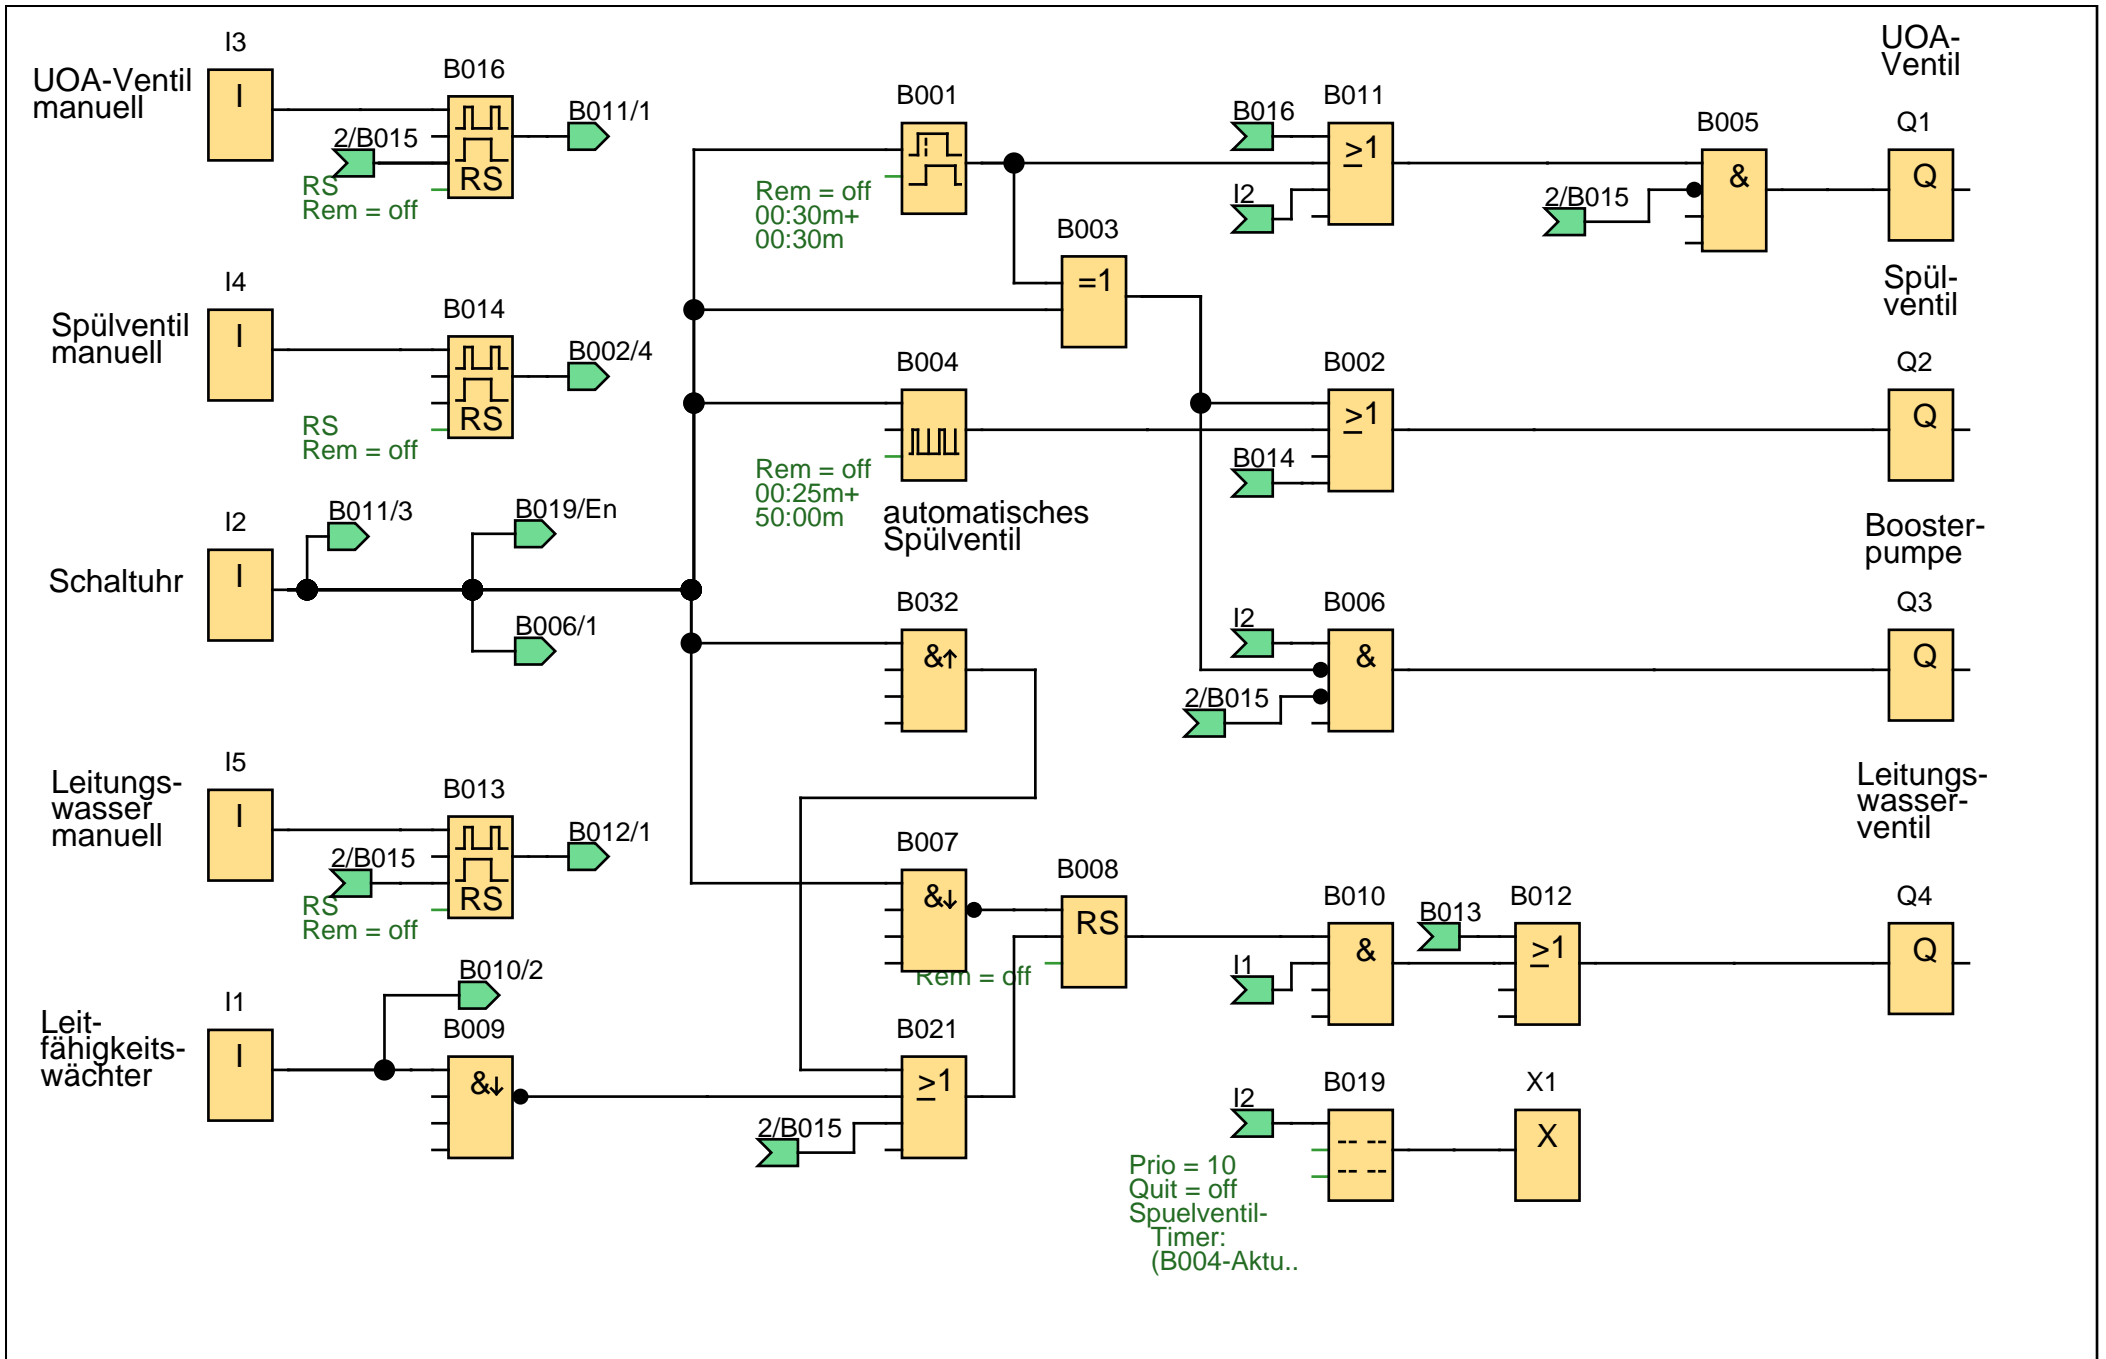 I3
UOA-Ventil
manuell
I
B016
2/B015
RS
RS
Rem = off
B011/1
B001
Rem = off
00:30m+
00:30m
B016
I2
B011
≥1
2/B015
B005
&
UOA-
Ventil
Q1
Q
B003
=1
I4
Spülventil
manuell
I
B014
RS
RS
Rem = off
B002/4
B004
Rem = off
00:25m+
50:00m
automatisches
Spülventil
B002
≥1
B014
Spül-
ventil
Q2
Q
I2
Schaltuhr
I
B011/3
B019/En
B006/1
B032
&↑
I2
2/B015
B006
&
Booster-
pumpe
Q3
Q
I5
Leitungs-
wasser
manuell
I
B013
2/B015
RS
RS
Rem = off
B012/1
B007
&↓
B008
RS
Rem = off
B010
&
I1
B013
B012
≥1
Leitungs-
wasser-
ventil
Q4
Q
I1
Leit-
fähigkeits-
wächter
I
B010/2
B009
&↓
2/B015
B021
≥1
I2
B019
-- --
-- --
Prio = 10
Quit = off
Spuelventil-
Timer:
(B004-Aktu..
X1
X